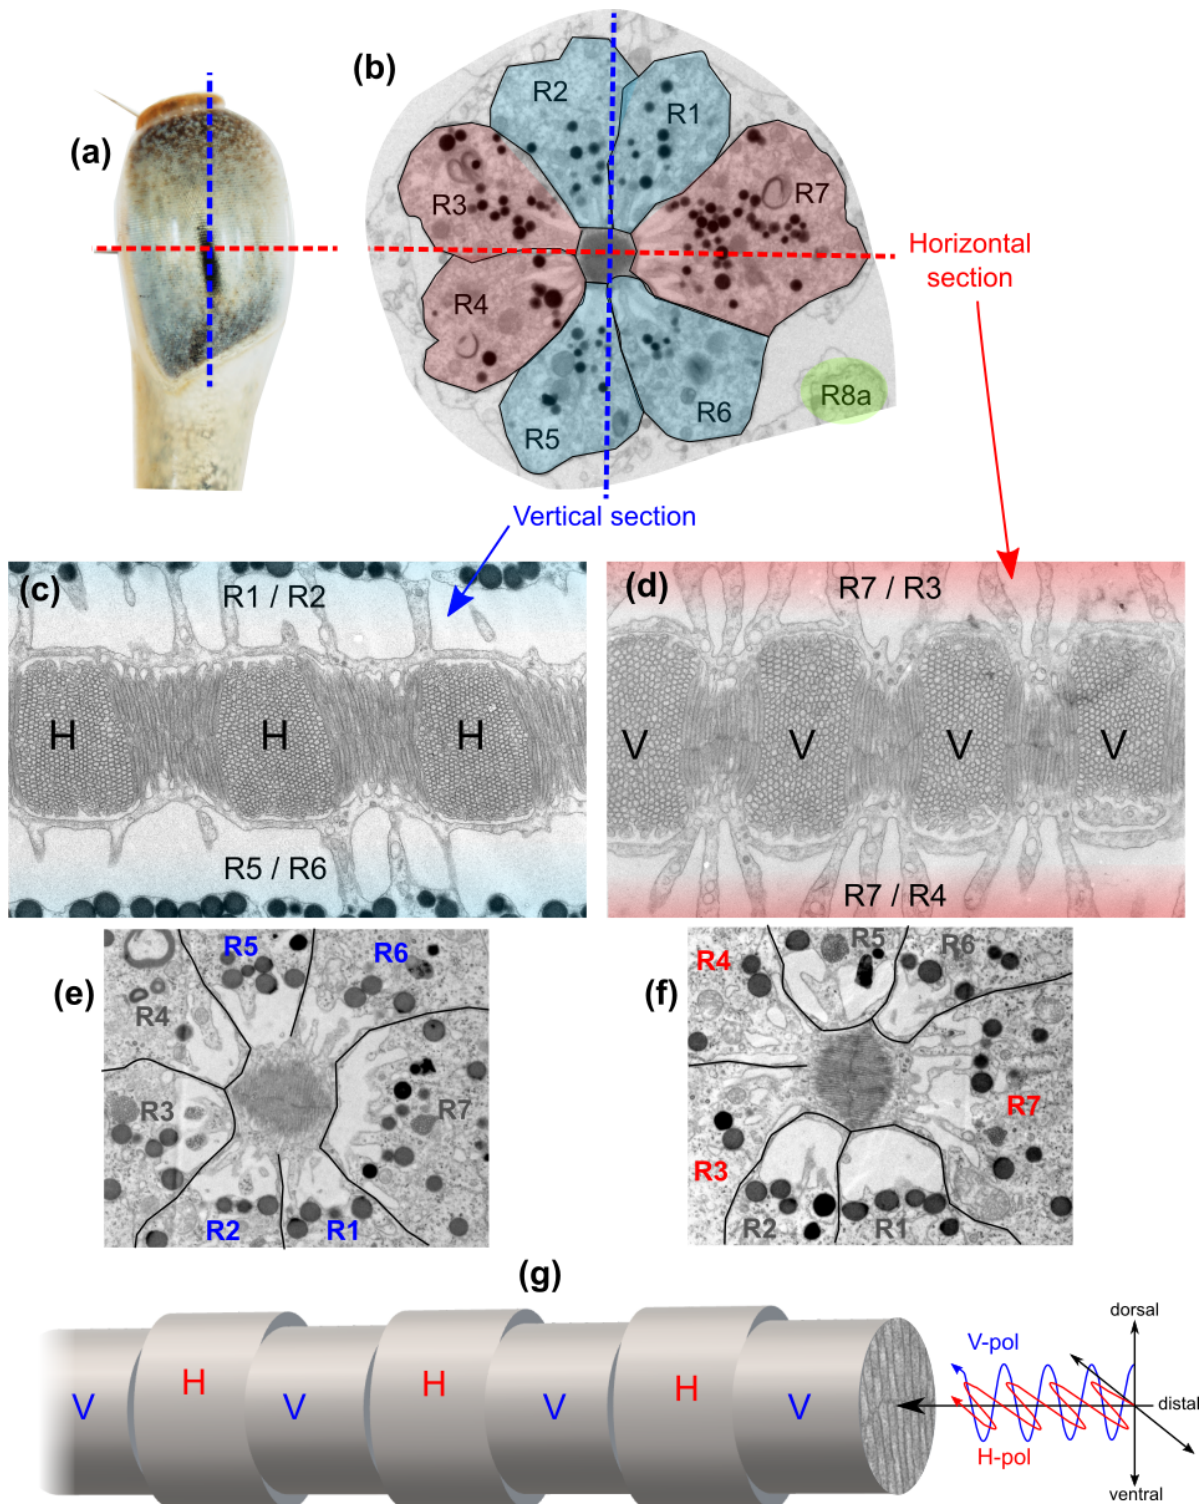 (a)
(b)
R2
R1
R3
R7
R4
R5
R6
R8a
Horizontal
section
Vertical section
(c)
R1 / R2
H
H
H
R5 / R6
(d)
R7 / R3
V
V
V
V
R7 / R4
(e)
R5
R6
R4
R3
R7
R2
R1
(f)
R4
R5
R6
R7
R3
R2
R1
(g)
V
H
V
H
V
H
V
dorsal
V-pol
distal
H-pol
ventral